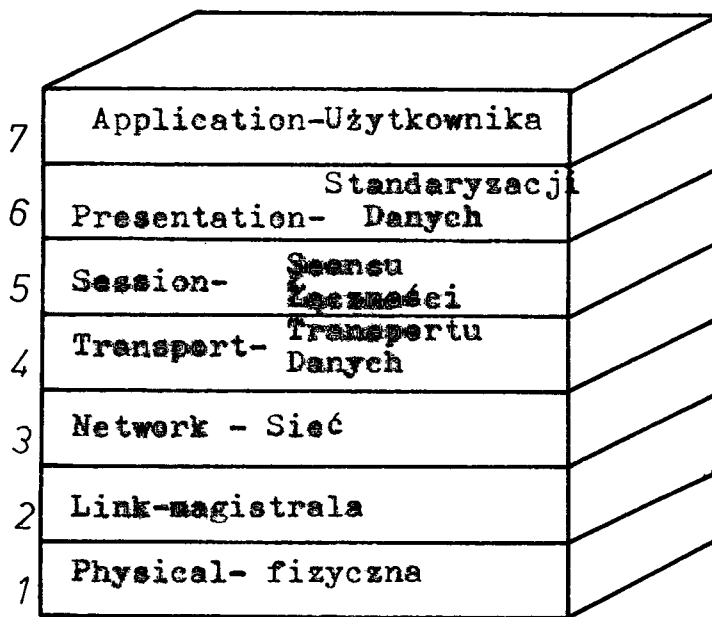 7 Application-Użytkownika
Standaryzacji
6 Presentation- Danych
Seansu
5 Session- Łączności
4 Transport- Transportu
Danych
3 Network - Sieć
2 Link-magistrala
1 Physical- fizyczna